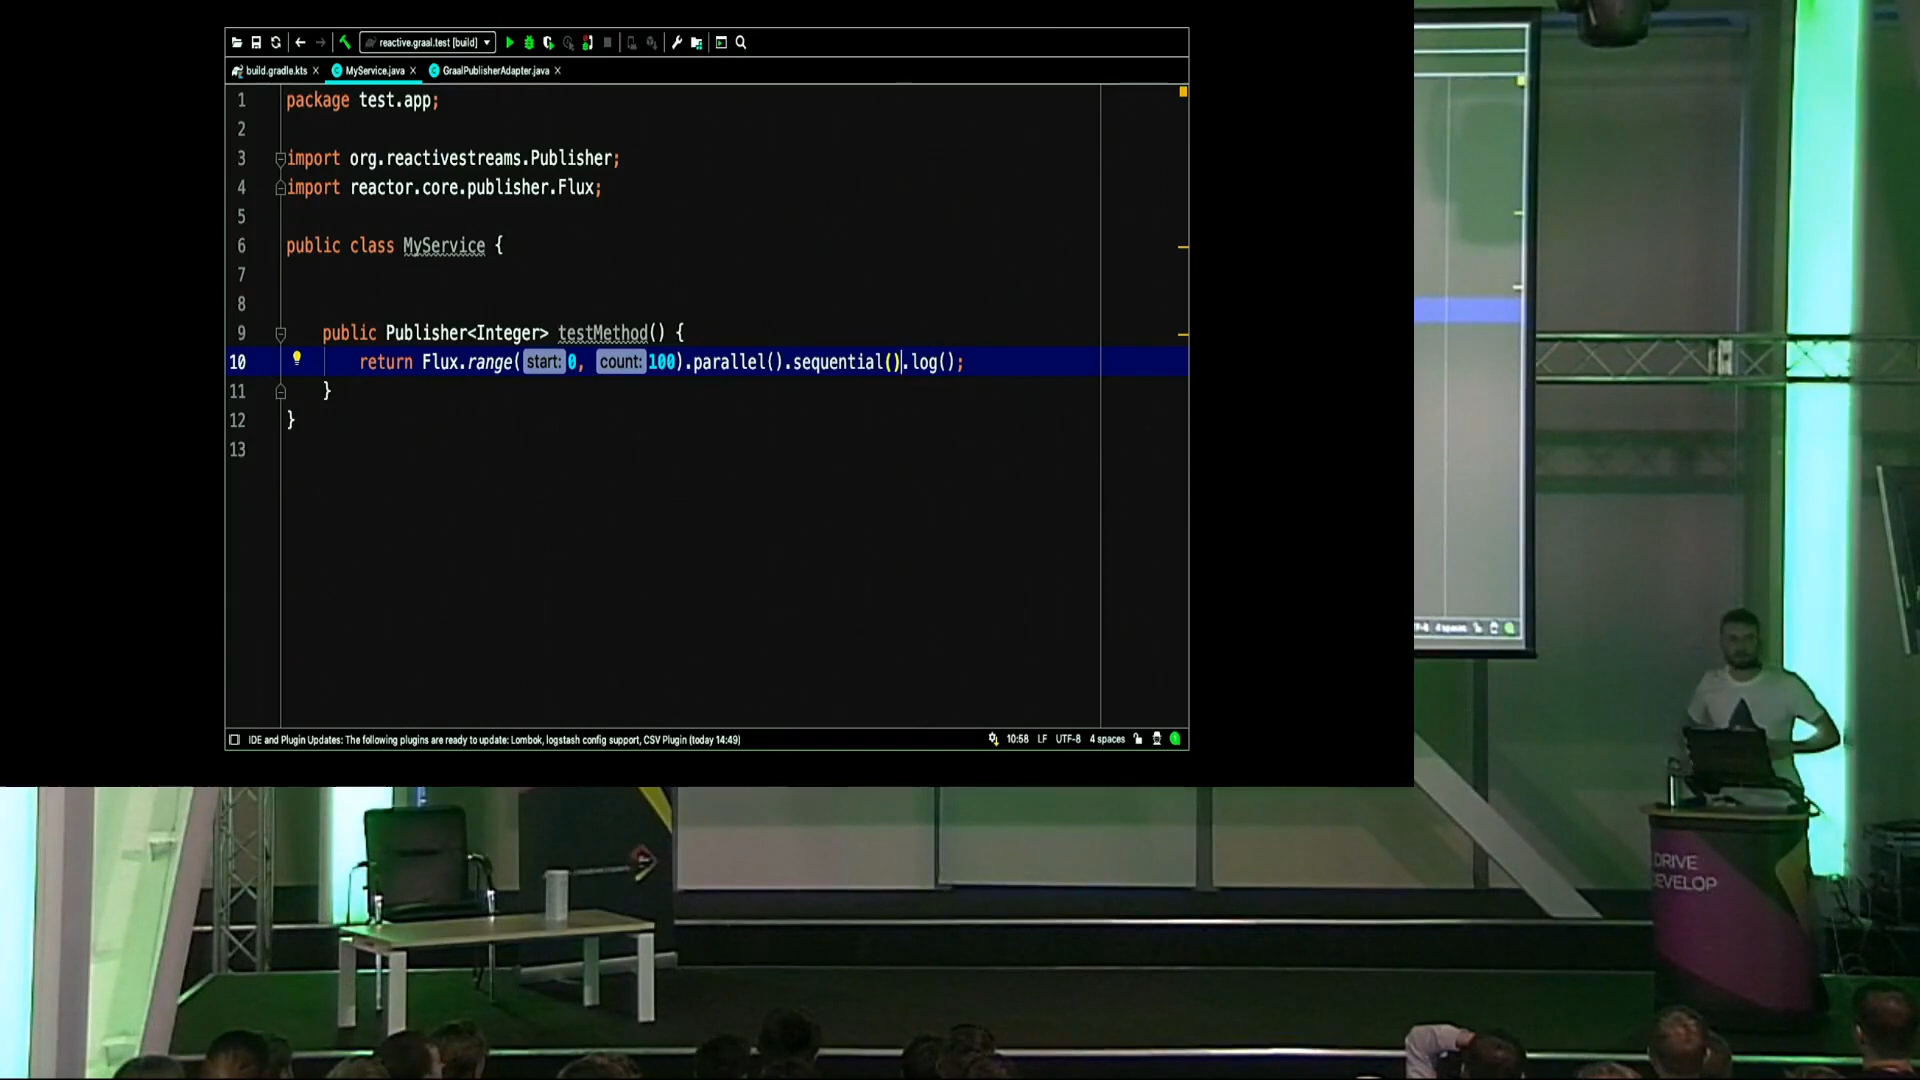 reactive.graal.test [build]
build.gradle.kts
MyService.java
GraalPublisherAdapter.java
1 package test.app;
2
3 import org.reactivestreams.Publisher;
4 import reactor.core.publisher.Flux;
5
6 public class MyService {
7
8
9 public Publisher<Integer> testMethod() {
10 return Flux.range( start: 0, count: 100).parallel().sequential().log();
11 }
12 }
13
IDE and Plugin Updates: The following plugins are ready to update: Lombok, logstash config support, CSV Plugin (today 14:49)
10:58 LF UTF-8 4 spaces
4 spaces
DRIVE
DEVELOP